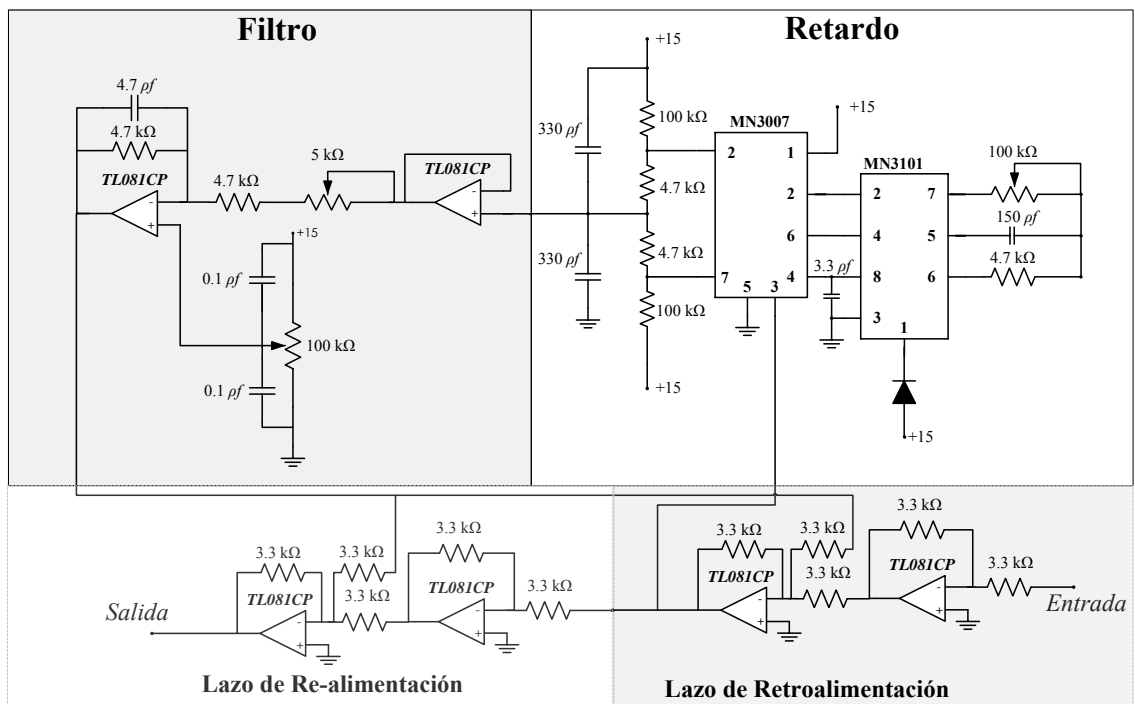 Filtro
4.7 ρf
4.7 kΩ
TL081CP
-
+
4.7 kΩ
5 kΩ
TL081CP
-
+
+15
0.1 ρf
100 kΩ
0.1 ρf
Retardo
+15
330 ρf
100 kΩ
4.7 kΩ
330 ρf
4.7 kΩ
100 kΩ
+15
MN3007
2
1
2
6
7
4
5
3
+15
MN3101
2
7
4
5
8
6
3
1
3.3 ρf
100 kΩ
150 ρf
4.7 kΩ
+15
Salida
3.3 kΩ
TL081CP
-
+
3.3 kΩ
3.3 kΩ
3.3 kΩ
TL081CP
-
+
3.3 kΩ
Lazo de Re-alimentación
3.3 kΩ
TL081CP
-
+
3.3 kΩ
3.3 kΩ
3.3 kΩ
TL081CP
-
+
3.3 kΩ
Entrada
Lazo de Retroalimentación